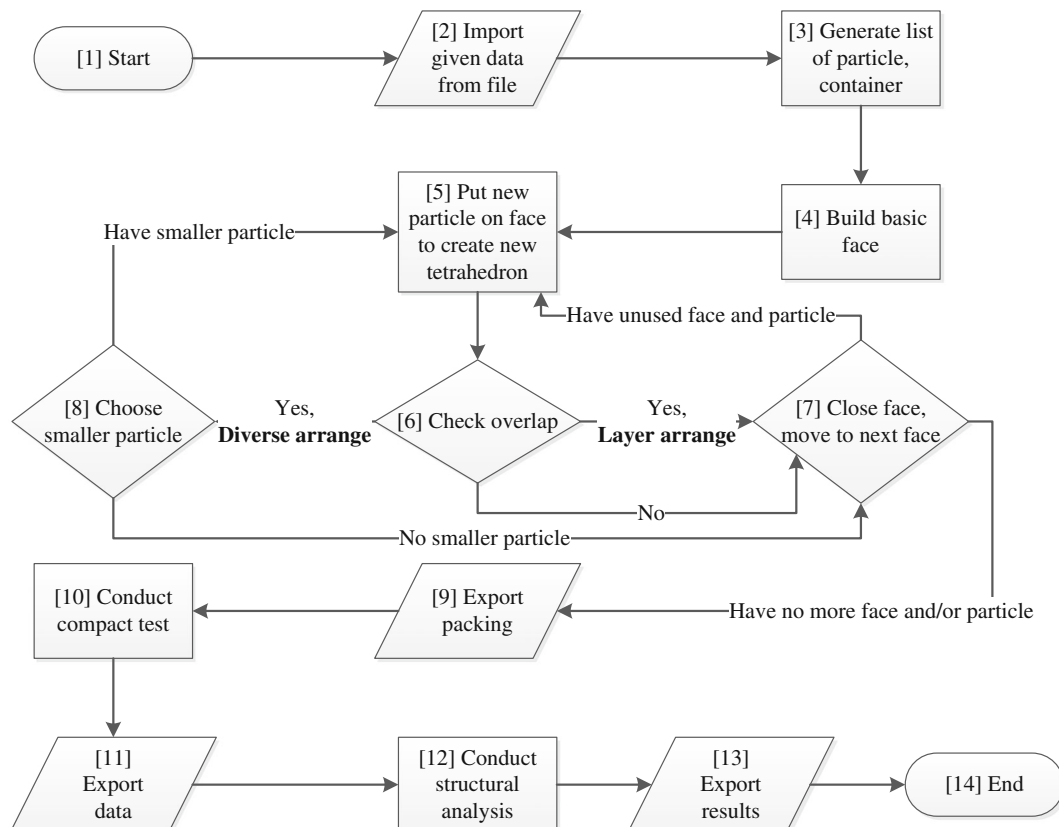 [1] Start
[2] Import
given data
from file
[3] Generate list
of particle,
container
[4] Build basic
face
[5] Put new
particle on face
to create new
tetrahedron
Have smaller particle
Have unused face and particle
[8] Choose
smaller particle
Yes,
Diverse arrange
[6] Check overlap
Yes,
Layer arrange
[7] Close face,
move to next face
No
No smaller particle
Have no more face and/or particle
[9] Export
packing
[10] Conduct
compact test
[11]
Export
data
[12] Conduct
structural
analysis
[13]
Export
results
[14] End